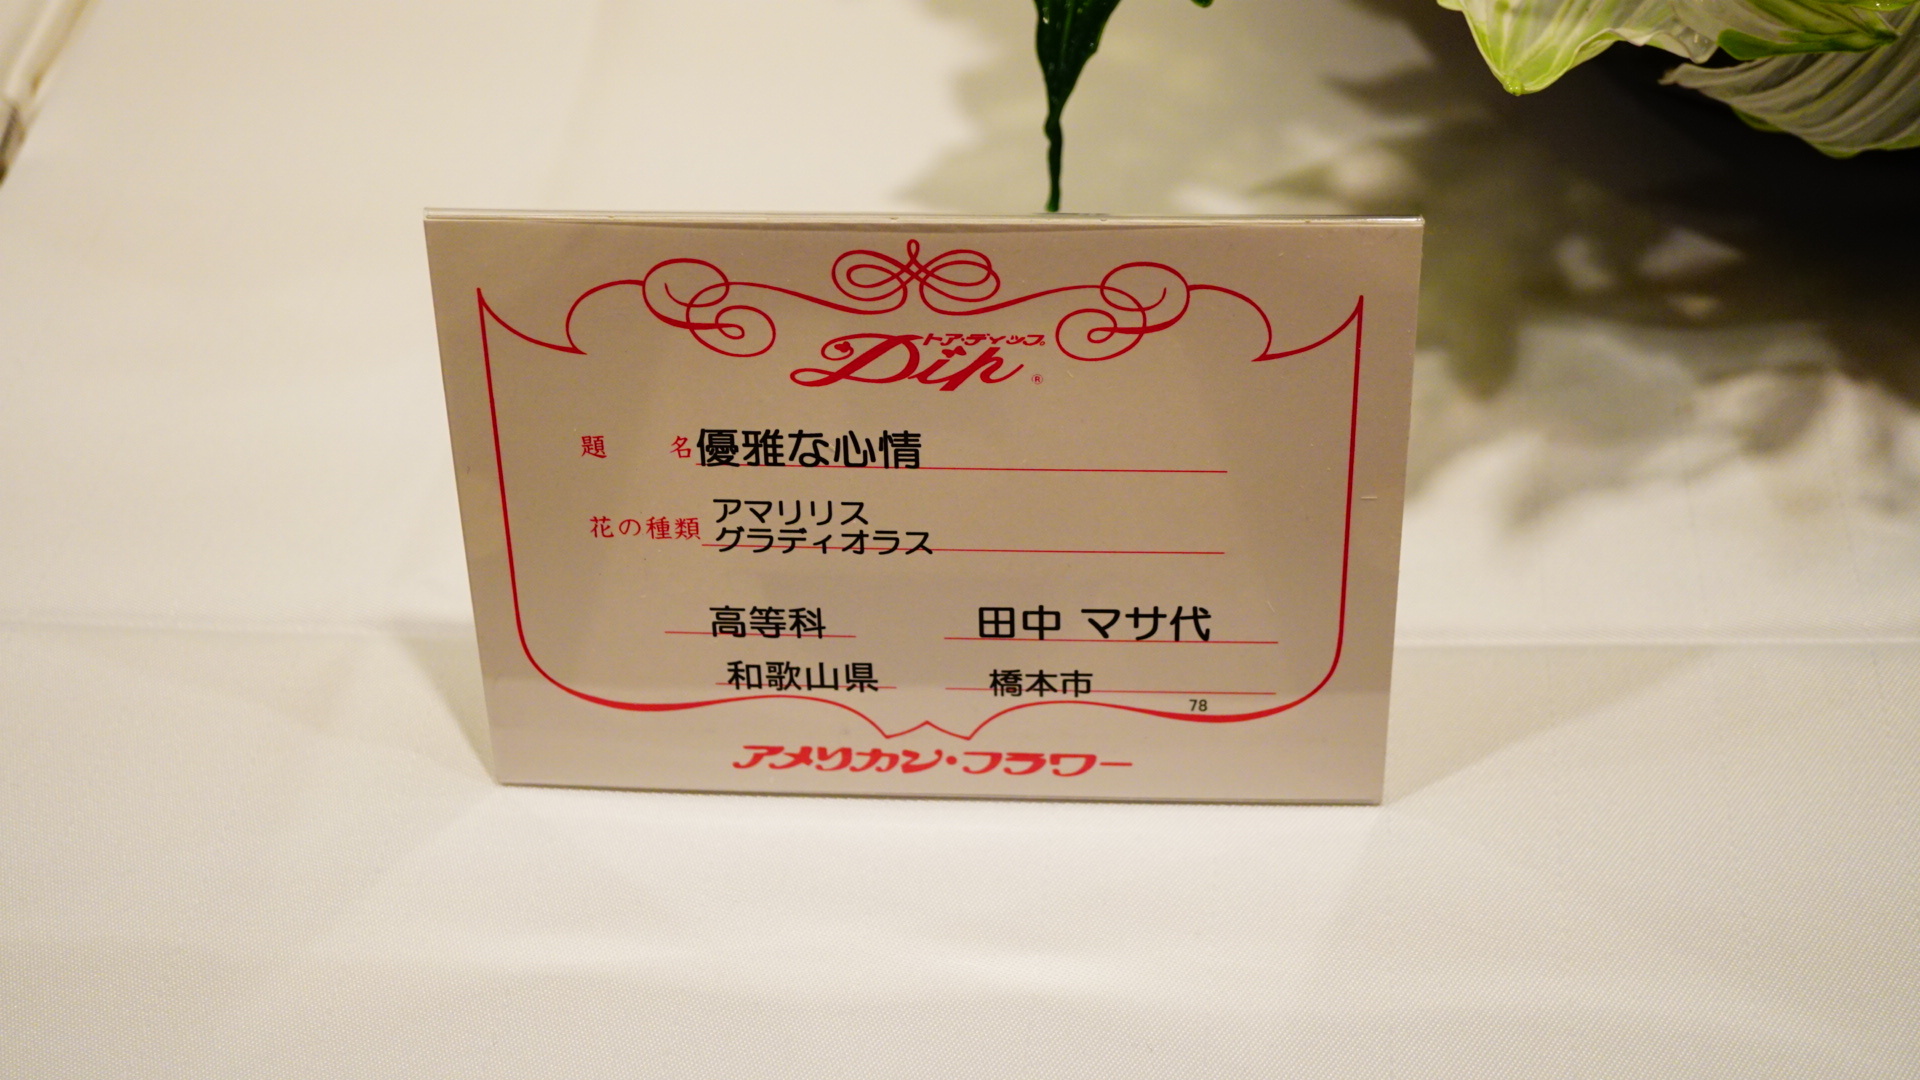 トア・ディップ®
Dip ®
題 名 優雅な心情
花の種類 アマリリス
グラディオラス
高等科 田中 マサ代
和歌山県 橋本市
78
アメリカン・フラワー